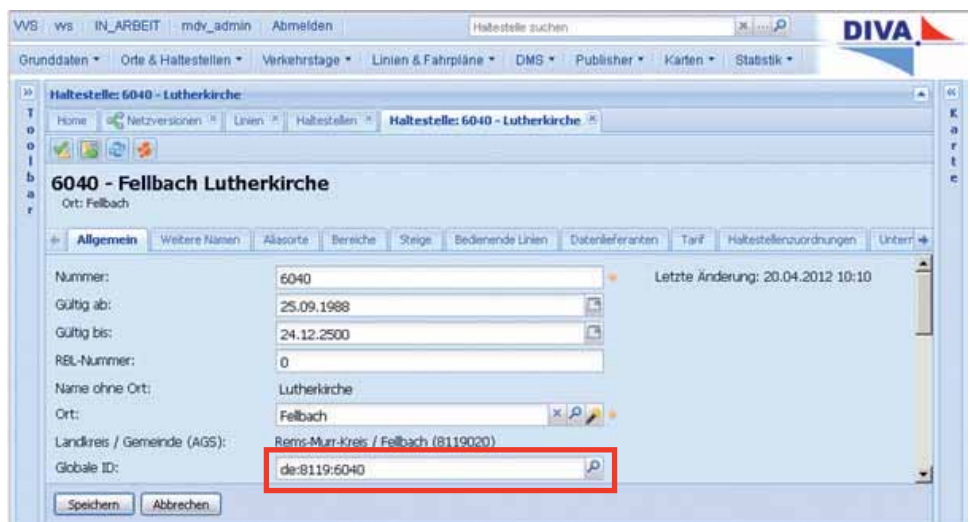 VVS ws IN_ARBEIT mdv_admin Abmelden Haltestelle suchen
DIVA
Grunddaten Orte & Haltestellen Verkehrstage Linien & Fahrpläne DMS Publisher Karten Statistik
Haltestelle: 6040 - Lutherkirche
Toolbar
Karte
Home Netzversionen Linien Haltestellen Haltestelle: 6040 - Lutherkirche
6040 - Fellbach Lutherkirche
Ort: Fellbach
Allgemein Weitere Namen Aliasorte Bereiche Steige Bedienende Linien Datenlieferanten Tarif Haltestellenzuordnungen
Nummer: 6040 Letzte Änderung: 20.04.2012 10:10
Gültig ab: 25.09.1988
Gültig bis: 24.12.2500
RBL-Nummer: 0
Name ohne Ort: Lutherkirche
Ort: Fellbach
Landkreis / Gemeinde (AGS): Rems-Murr-Kreis / Fellbach (8119020)
Globale ID: de:8119:6040
Speichern Abbrechen